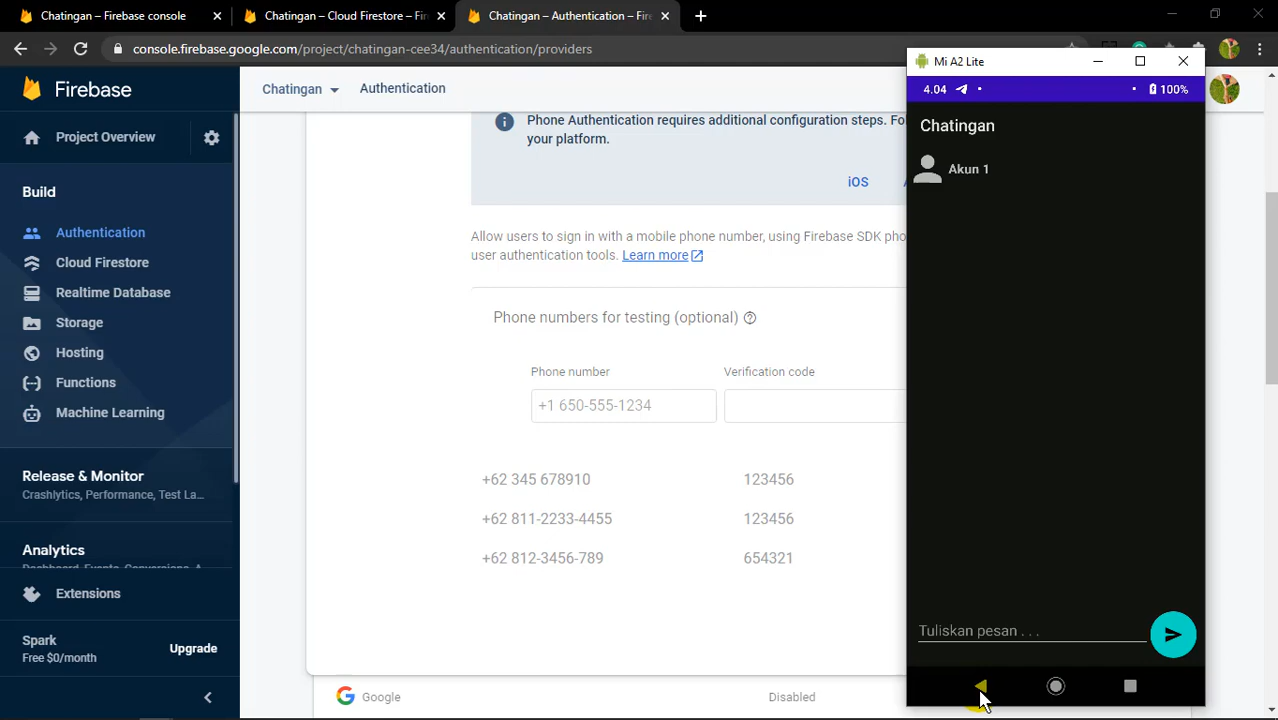 Chatingan – Firebase console
Chatingan – Cloud Firestore – Fire
Chatingan – Authentication – Fire
console.firebase.google.com/project/chatingan-cee34/authentication/providers
Firebase
Chatingan
Authentication
Project Overview
Build
Authentication
Cloud Firestore
Realtime Database
Storage
Hosting
Functions
Machine Learning
Release & Monitor
Crashlytics, Performance, Test La...
Analytics
Extensions
Spark
Free $0/month
Upgrade
Phone Authentication requires additional configuration steps. Fo
your platform.
iOS
Allow users to sign in with a mobile phone number, using Firebase SDK pho
user authentication tools. Learn more
Phone numbers for testing (optional)
Phone number
Verification code
+1 650-555-1234
+62 345 678910 123456
+62 811-2233-4455 123456
+62 812-3456-789 654321
Google
Disabled
Mi A2 Lite
4.04
100%
Chatingan
Akun 1
Tuliskan pesan . . .